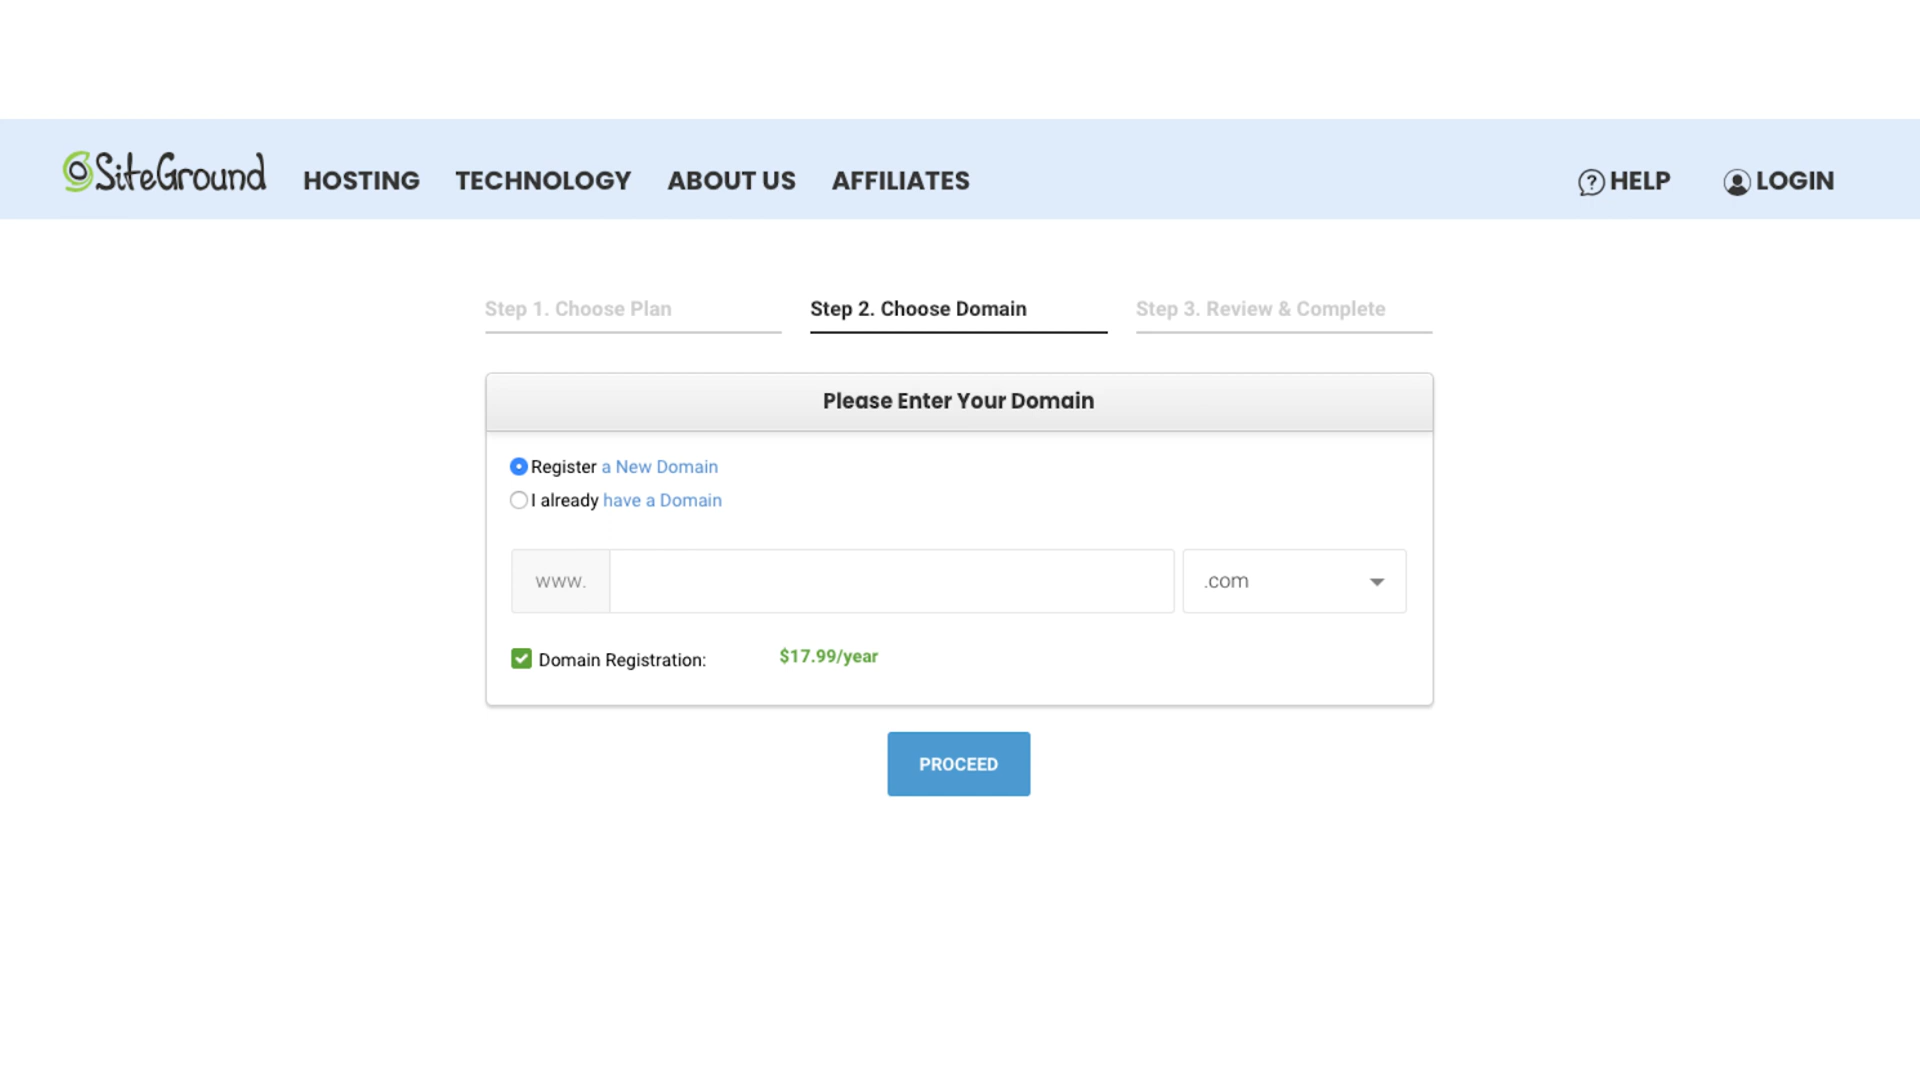 SiteGround HOSTING TECHNOLOGY ABOUT US AFFILIATES HELP LOGIN
Step 1. Choose Plan Step 2. Choose Domain Step 3. Review & Complete
Please Enter Your Domain
Register a New Domain
I already have a Domain
www. .com
Domain Registration: $17.99/year
PROCEED